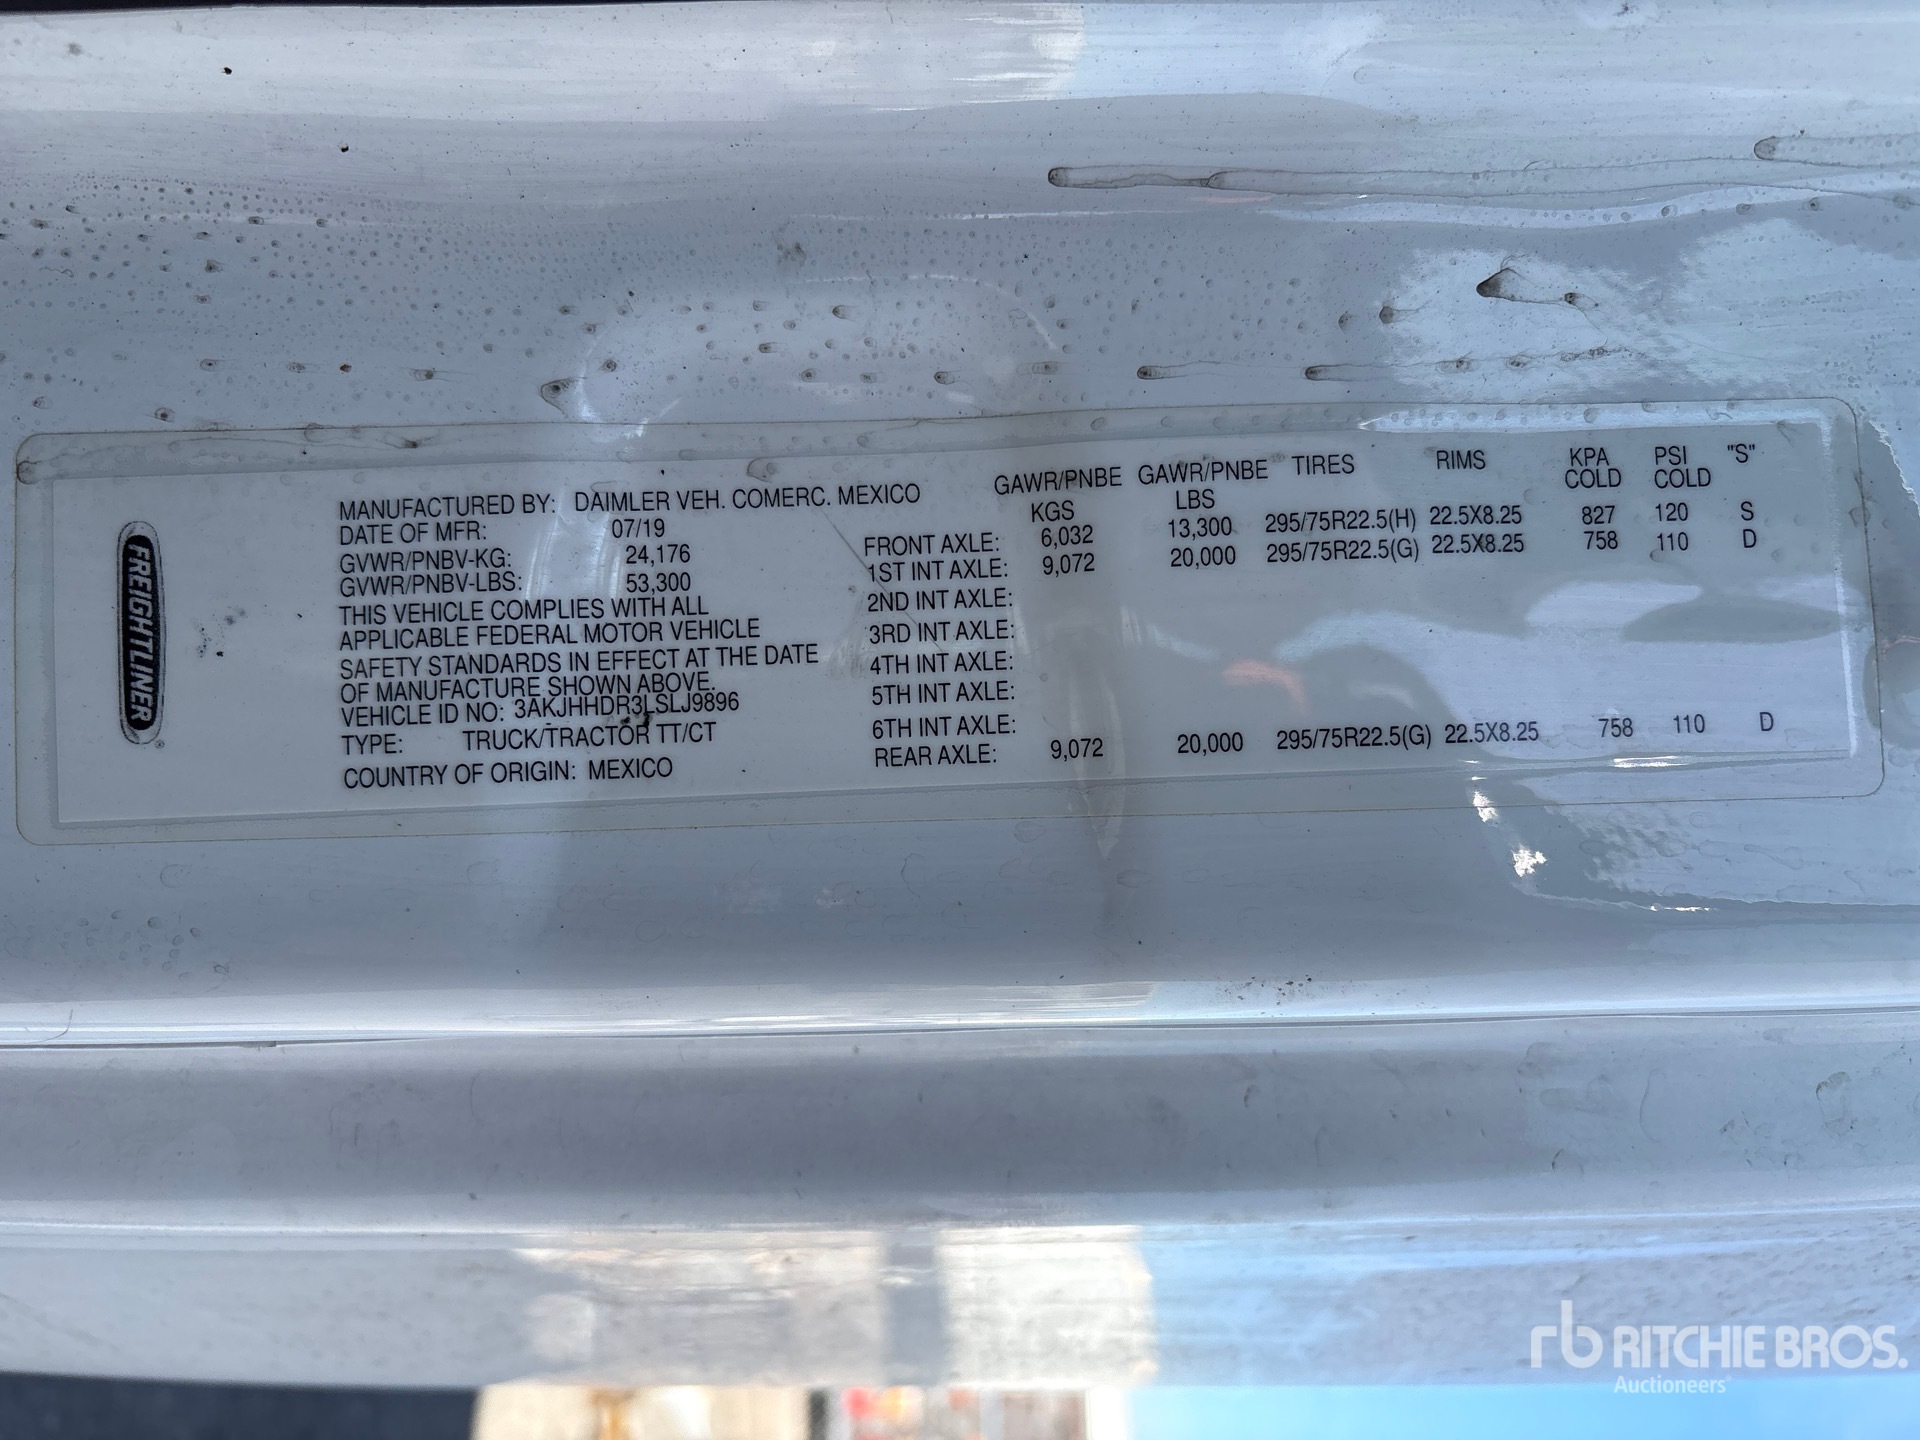 FREIGHTLINER
MANUFACTURED BY: DAIMLER VEH. COMERC. MEXICO
DATE OF MFR: 07/19
GVWR/PNBV-KG: 24,176
GVWR/PNBV-LBS: 53,300
THIS VEHICLE COMPLIES WITH ALL
APPLICABLE FEDERAL MOTOR VEHICLE
SAFETY STANDARDS IN EFFECT AT THE DATE
OF MANUFACTURE SHOWN ABOVE.
VEHICLE ID NO: 3AKJHHDR3LSLJ9896
TYPE: TRUCK/TRACTOR TT/CT
COUNTRY OF ORIGIN: MEXICO
GAWR/PNBE GAWR/PNBE TIRES RIMS KPA PSI "S"
KGS LBS COLD COLD
FRONT AXLE: 6,032 13,300 295/75R22.5(H) 22.5X8.25 827 120 S
1ST INT AXLE: 9,072 20,000 295/75R22.5(G) 22.5X8.25 758 110 D
2ND INT AXLE:
3RD INT AXLE:
4TH INT AXLE:
5TH INT AXLE:
6TH INT AXLE:
REAR AXLE: 9,072 20,000 295/75R22.5(G) 22.5X8.25 758 110 D
rb RITCHIE BROS.
Auctioneers